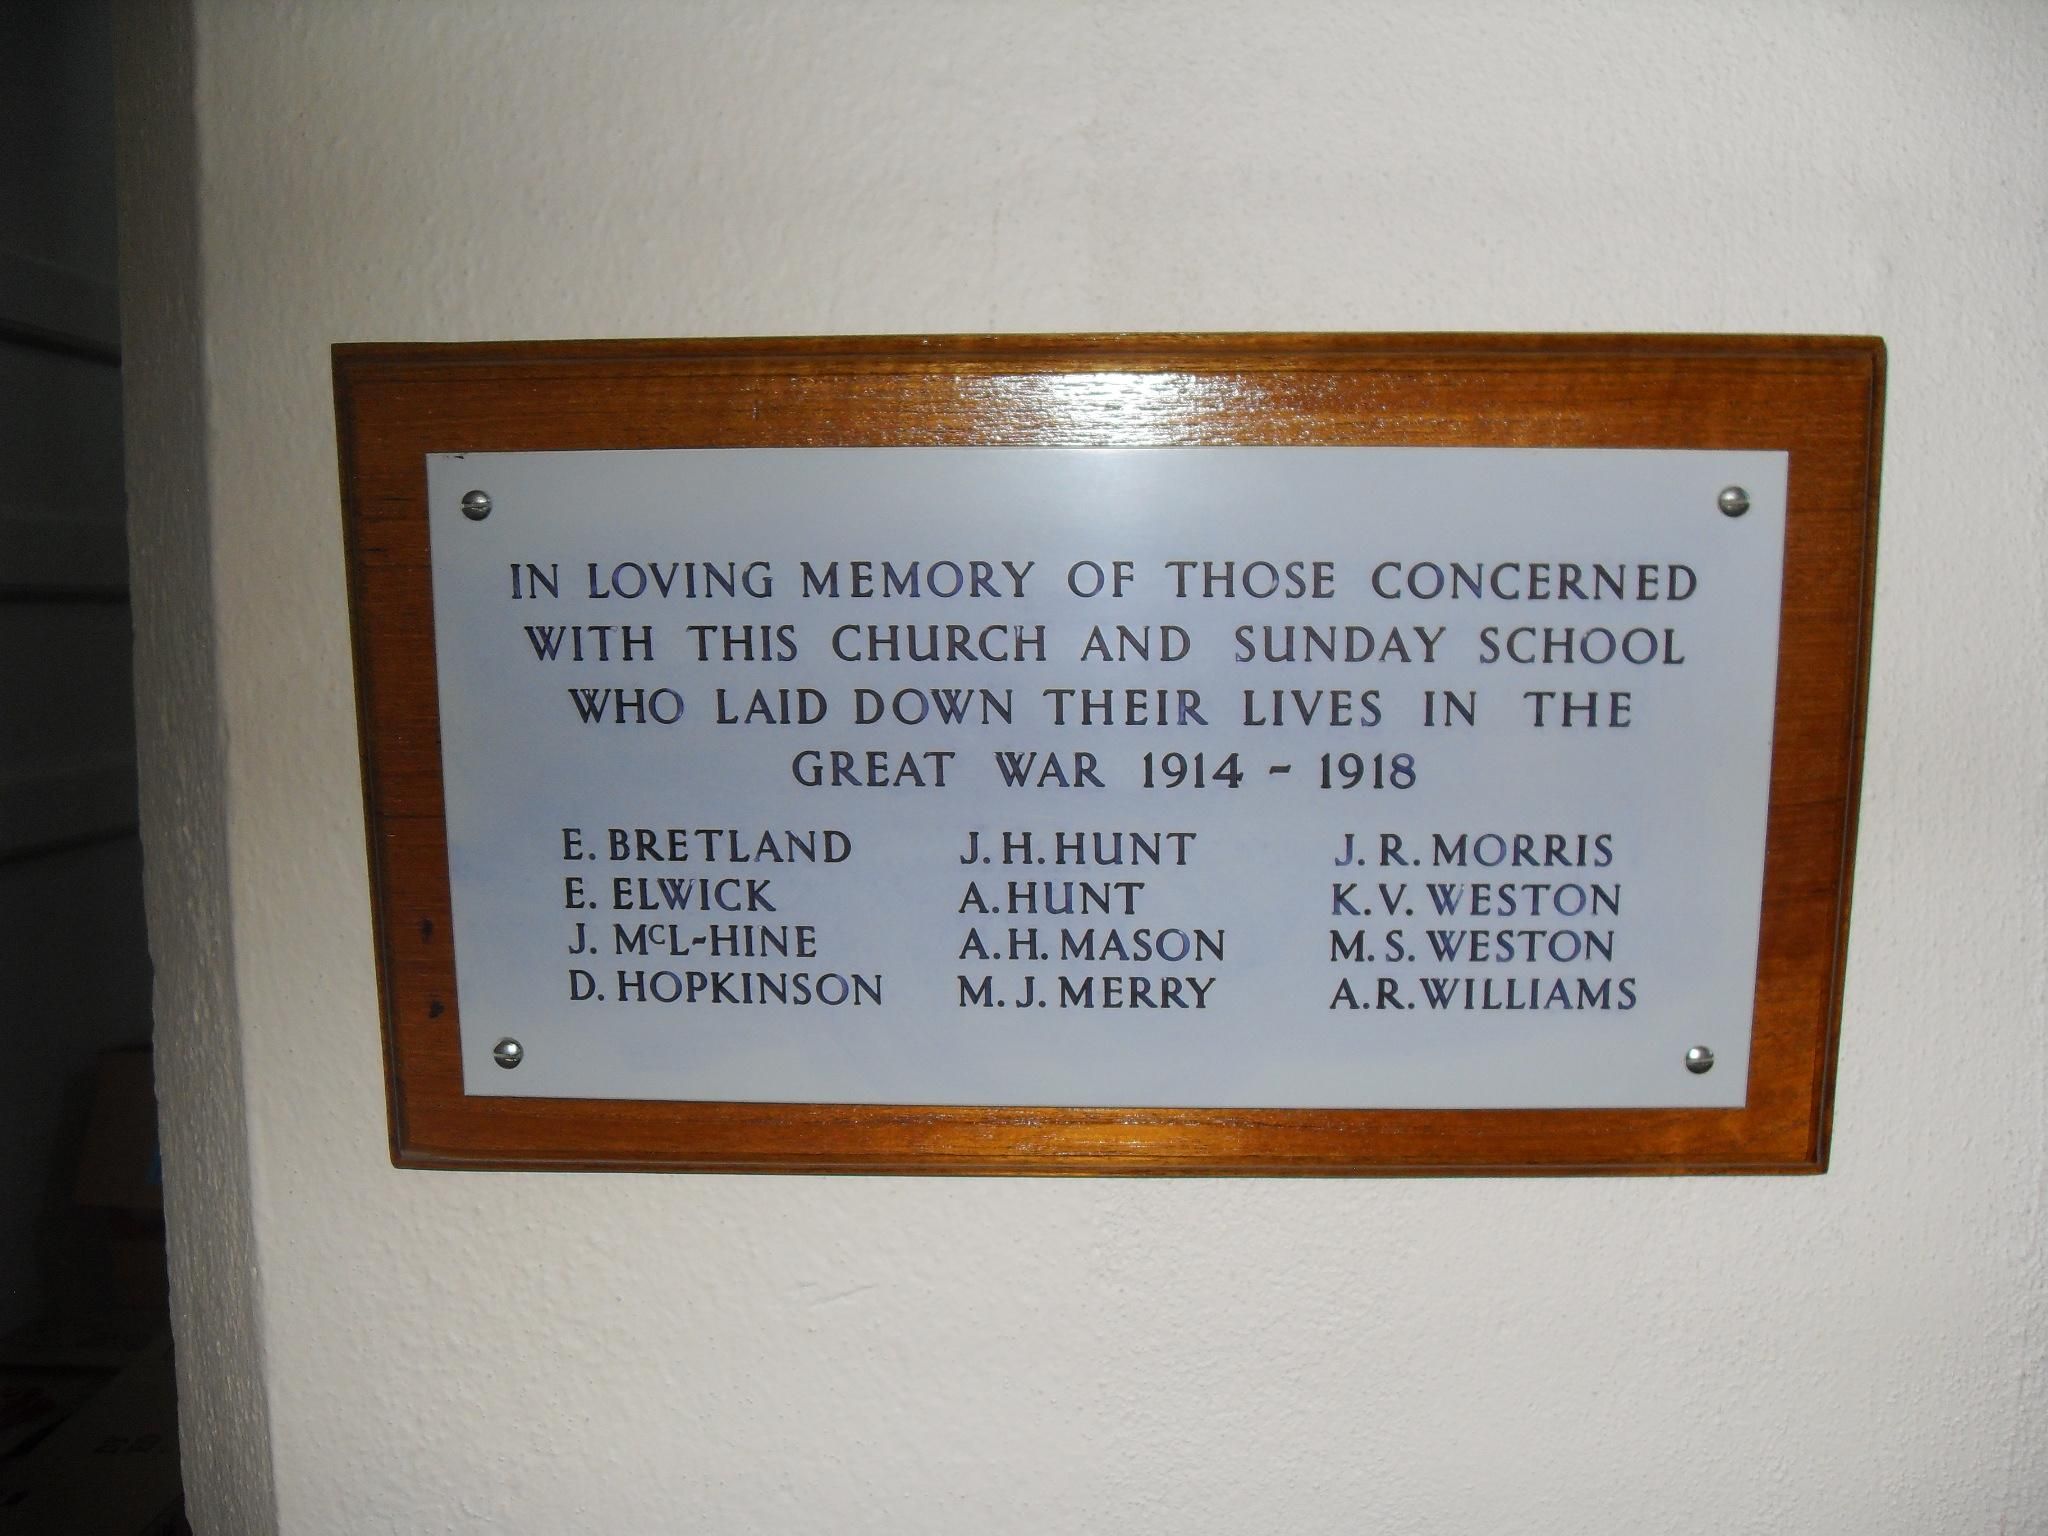 IN LOVING MEMORY OF THOSE CONCERNED
WITH THIS CHURCH AND SUNDAY SCHOOL
WHO LAID DOWN THEIR LIVES IN THE
GREAT WAR 1914 - 1918
E. BRETLAND J. H. HUNT J. R. MORRIS
E. ELWICK A. HUNT K. V. WESTON
J. McL-HINE A. H. MASON M. S. WESTON
D. HOPKINSON M. J. MERRY A. R. WILLIAMS